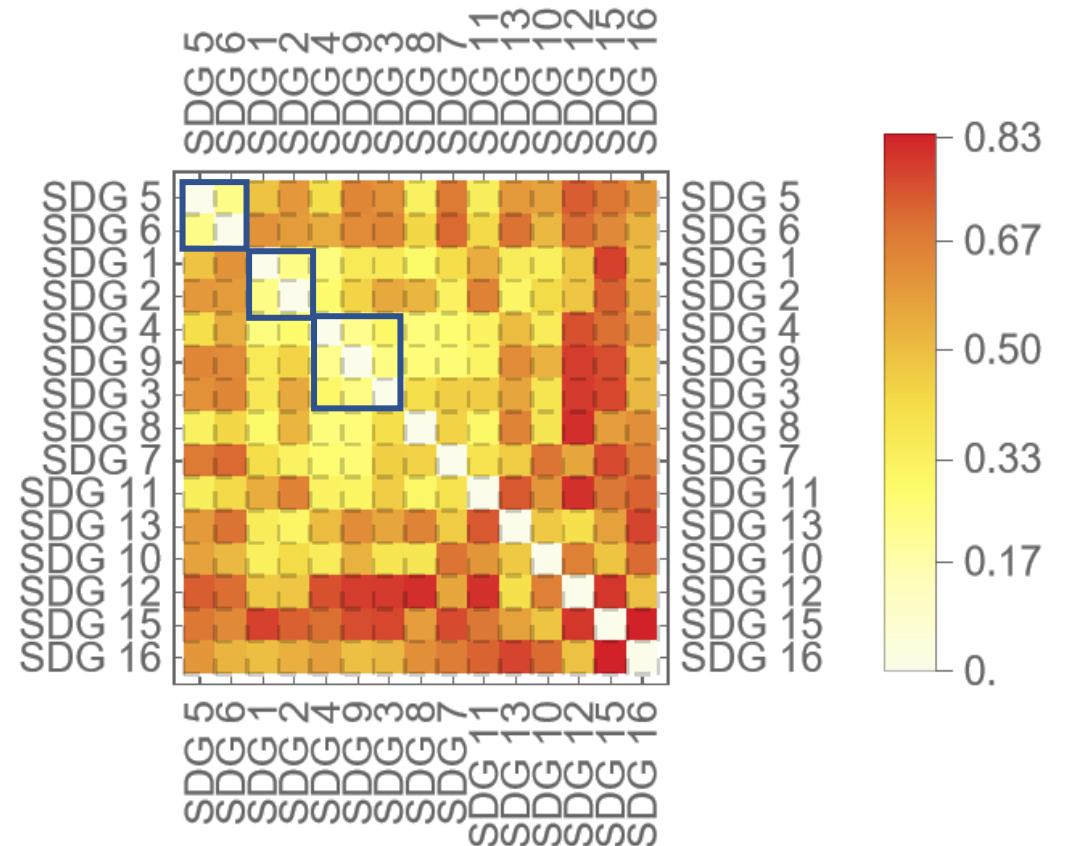 SDG 5
SDG 6
SDG 1
SDG 2
SDG 4
SDG 9
SDG 3
SDG 8
SDG 7
SDG 11
SDG 13
SDG 10
SDG 12
SDG 15
SDG 16
SDG 5 SDG 5
SDG 6 SDG 6
SDG 1 SDG 1
SDG 2 SDG 2
SDG 4 SDG 4
SDG 9 SDG 9
SDG 3 SDG 3
SDG 8 SDG 8
SDG 7 SDG 7
SDG 11 SDG 11
SDG 13 SDG 13
SDG 10 SDG 10
SDG 12 SDG 12
SDG 15 SDG 15
SDG 16 SDG 16
SDG 5
SDG 6
SDG 1
SDG 2
SDG 4
SDG 9
SDG 3
SDG 8
SDG 7
SDG 11
SDG 13
SDG 10
SDG 12
SDG 15
SDG 16
0.83
0.67
0.50
0.33
0.17
0.